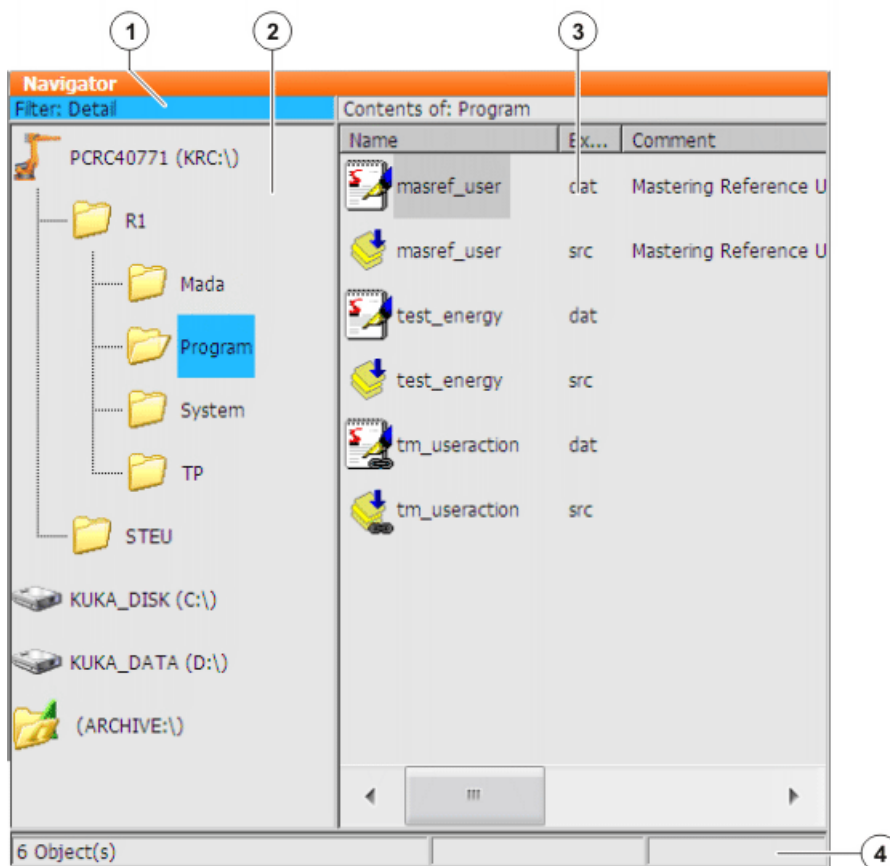 1 2 3
Navigator
Filter: Detail Contents of: Program
Name Ex... Comment
PCRC40771 (KRC:\)
R1
Mada
Program
System
TP
STEU
KUKA_DISK (C:\)
KUKA_DATA (D:\)
(ARCHIVE:\)
masref_user dat Mastering Reference U
masref_user src Mastering Reference U
test_energy dat
test_energy src
tm_useraction dat
tm_useraction src
6 Object(s) 4